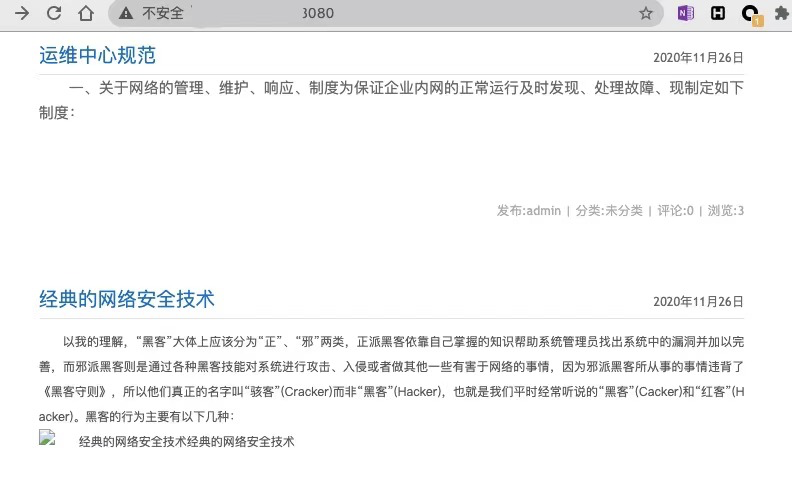 不安全
3080
运维中心规范
2020年11月26日
一、关于网络的管理、维护、响应、制度为保证企业内网的正常运行及时发现、处理故障、现制定如下
制度：
发布:admin | 分类:未分类 | 评论:0 | 浏览:3
经典的网络安全技术
2020年11月26日
以我的理解，“黑客”大体上应该分为“正”、“邪”两类，正派黑客依靠自己掌握的知识帮助系统管理员找出系统中的漏洞并加以完
善，而邪派黑客则是通过各种黑客技能对系统进行攻击、入侵或者做其他一些有害于网络的事情，因为邪派黑客所从事的事情违背了
《黑客守则》，所以他们真正的名字叫“骇客”(Cracker)而非“黑客”(Hacker)，也就是我们平时经常听说的“黑客”(Cacker)和“红客”(H
acker)。黑客的行为主要有以下几种：
经典的网络安全技术经典的网络安全技术